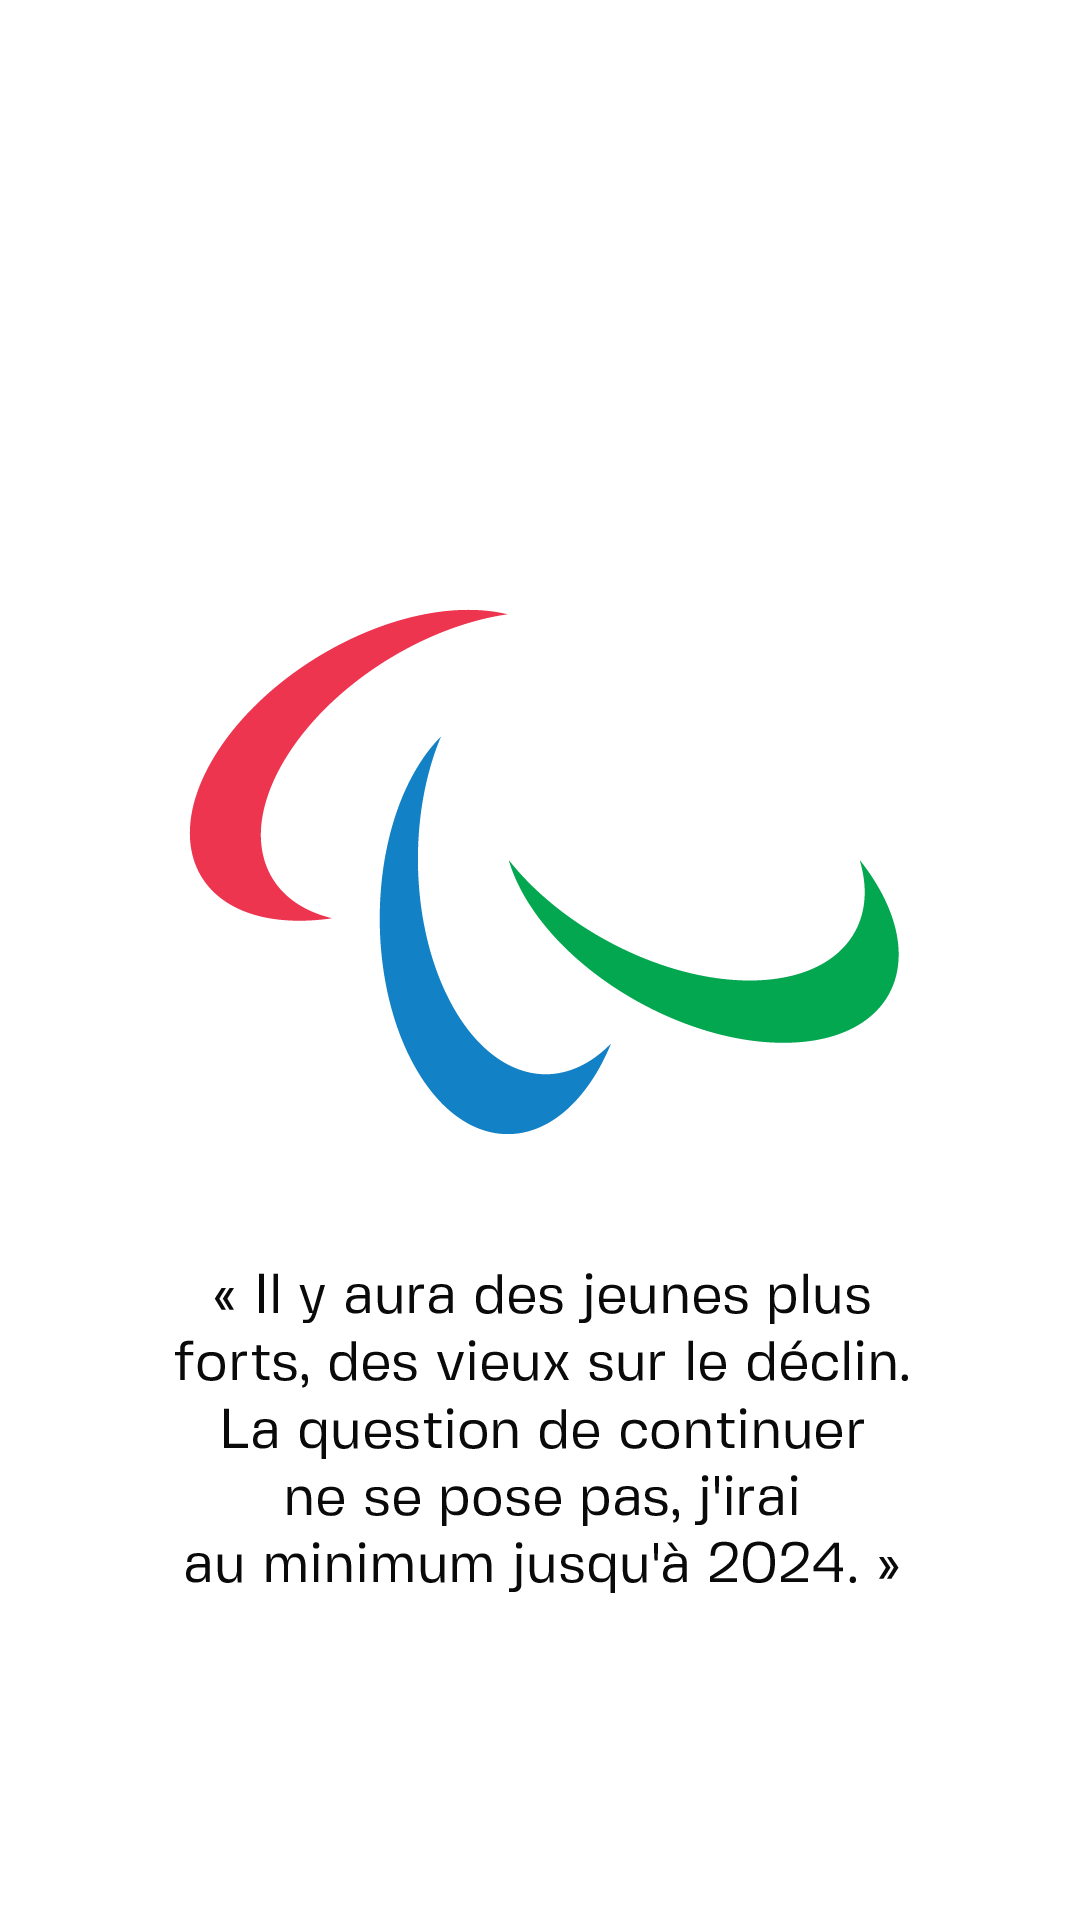 « Il y aura des jeunes plus
forts, des vieux sur le déclin.
La question de continuer
ne se pose pas, j'irai
au minimum jusqu'à 2024. »